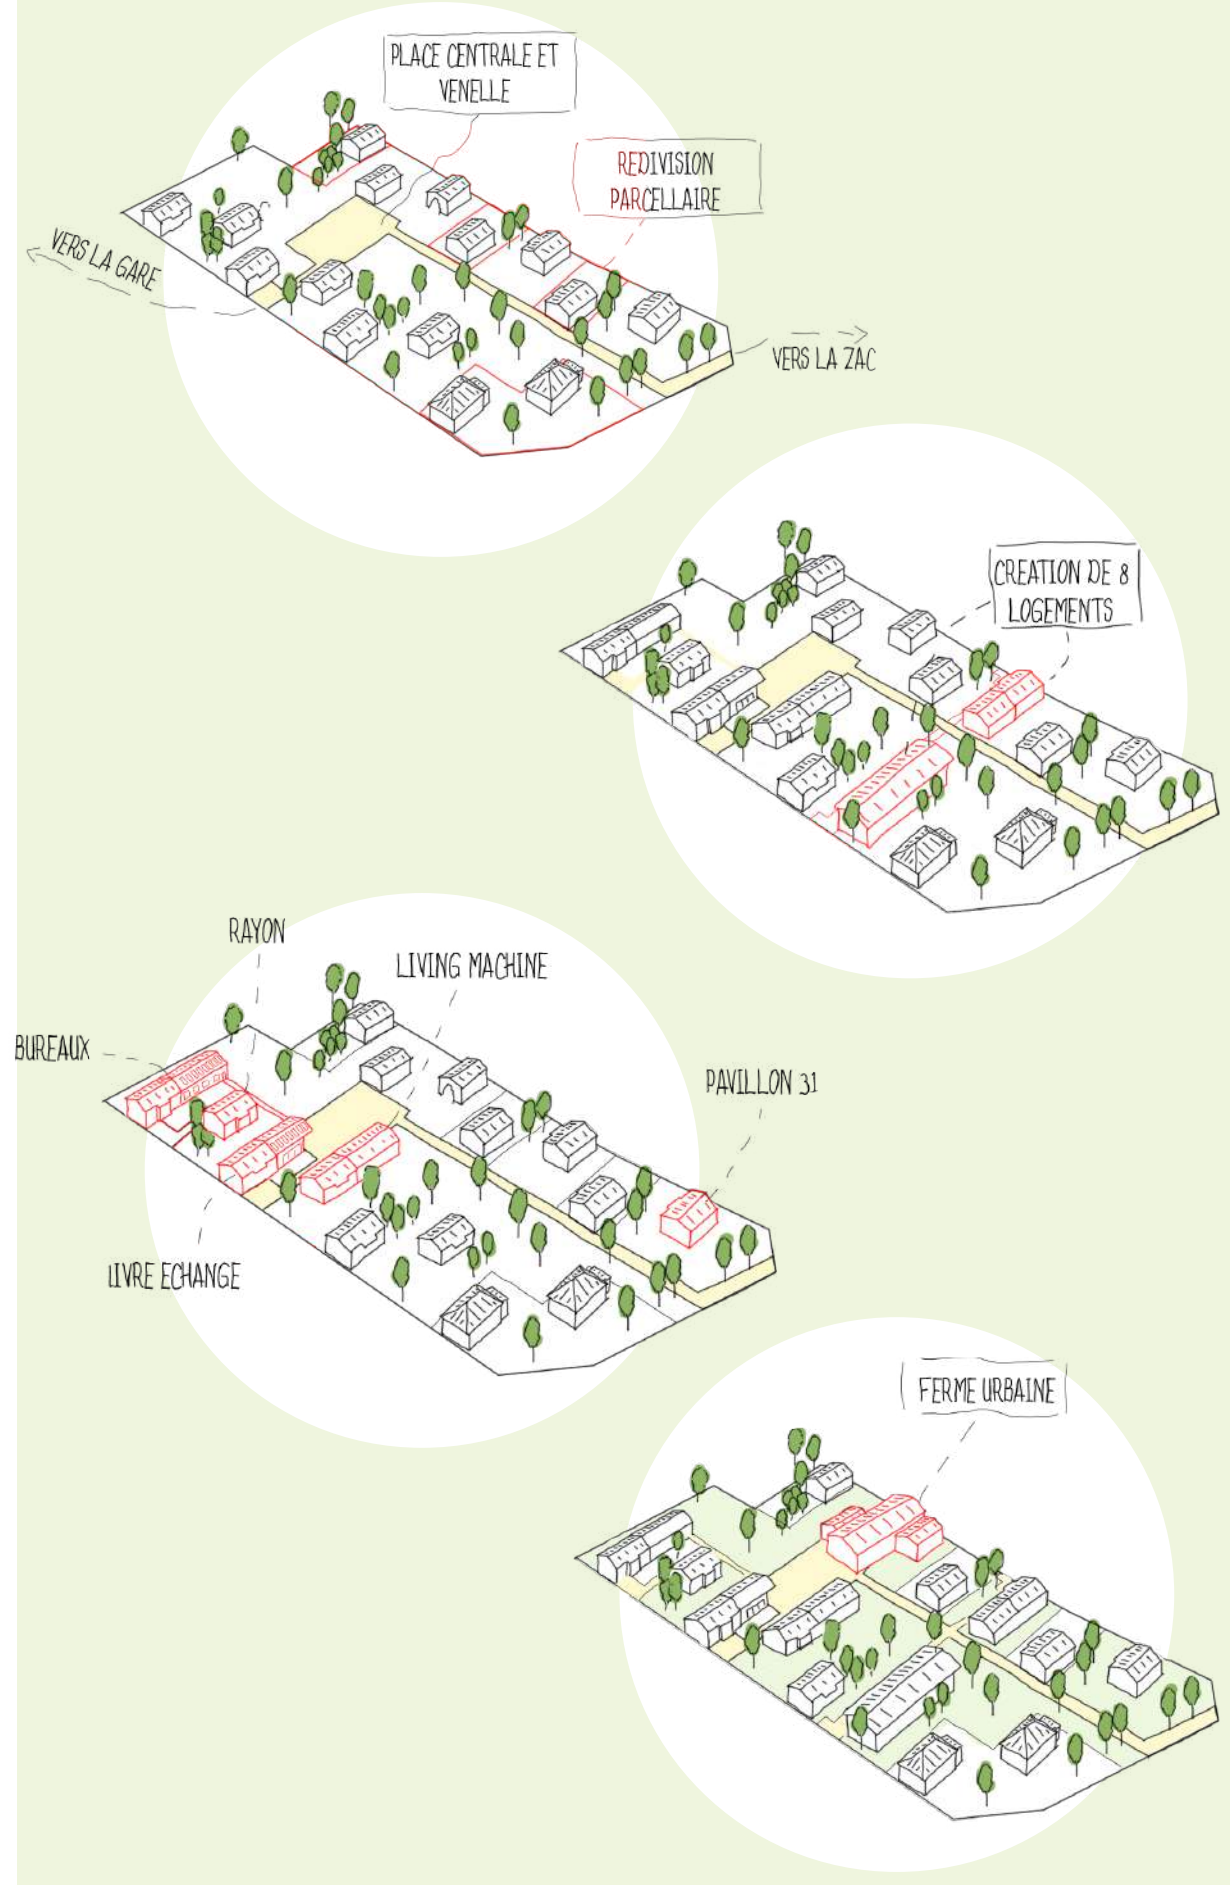 PLACE CENTRALE ET
VENELLE
REDIVISION
PARCELLAIRE
VERS LA GARE
VERS LA ZAC
CREATION DE 8
LOGEMENTS
RAYON
LIVING MACHINE
BUREAUX
PAVILLON 31
LIVRE ECHANGE
FERME URBAINE